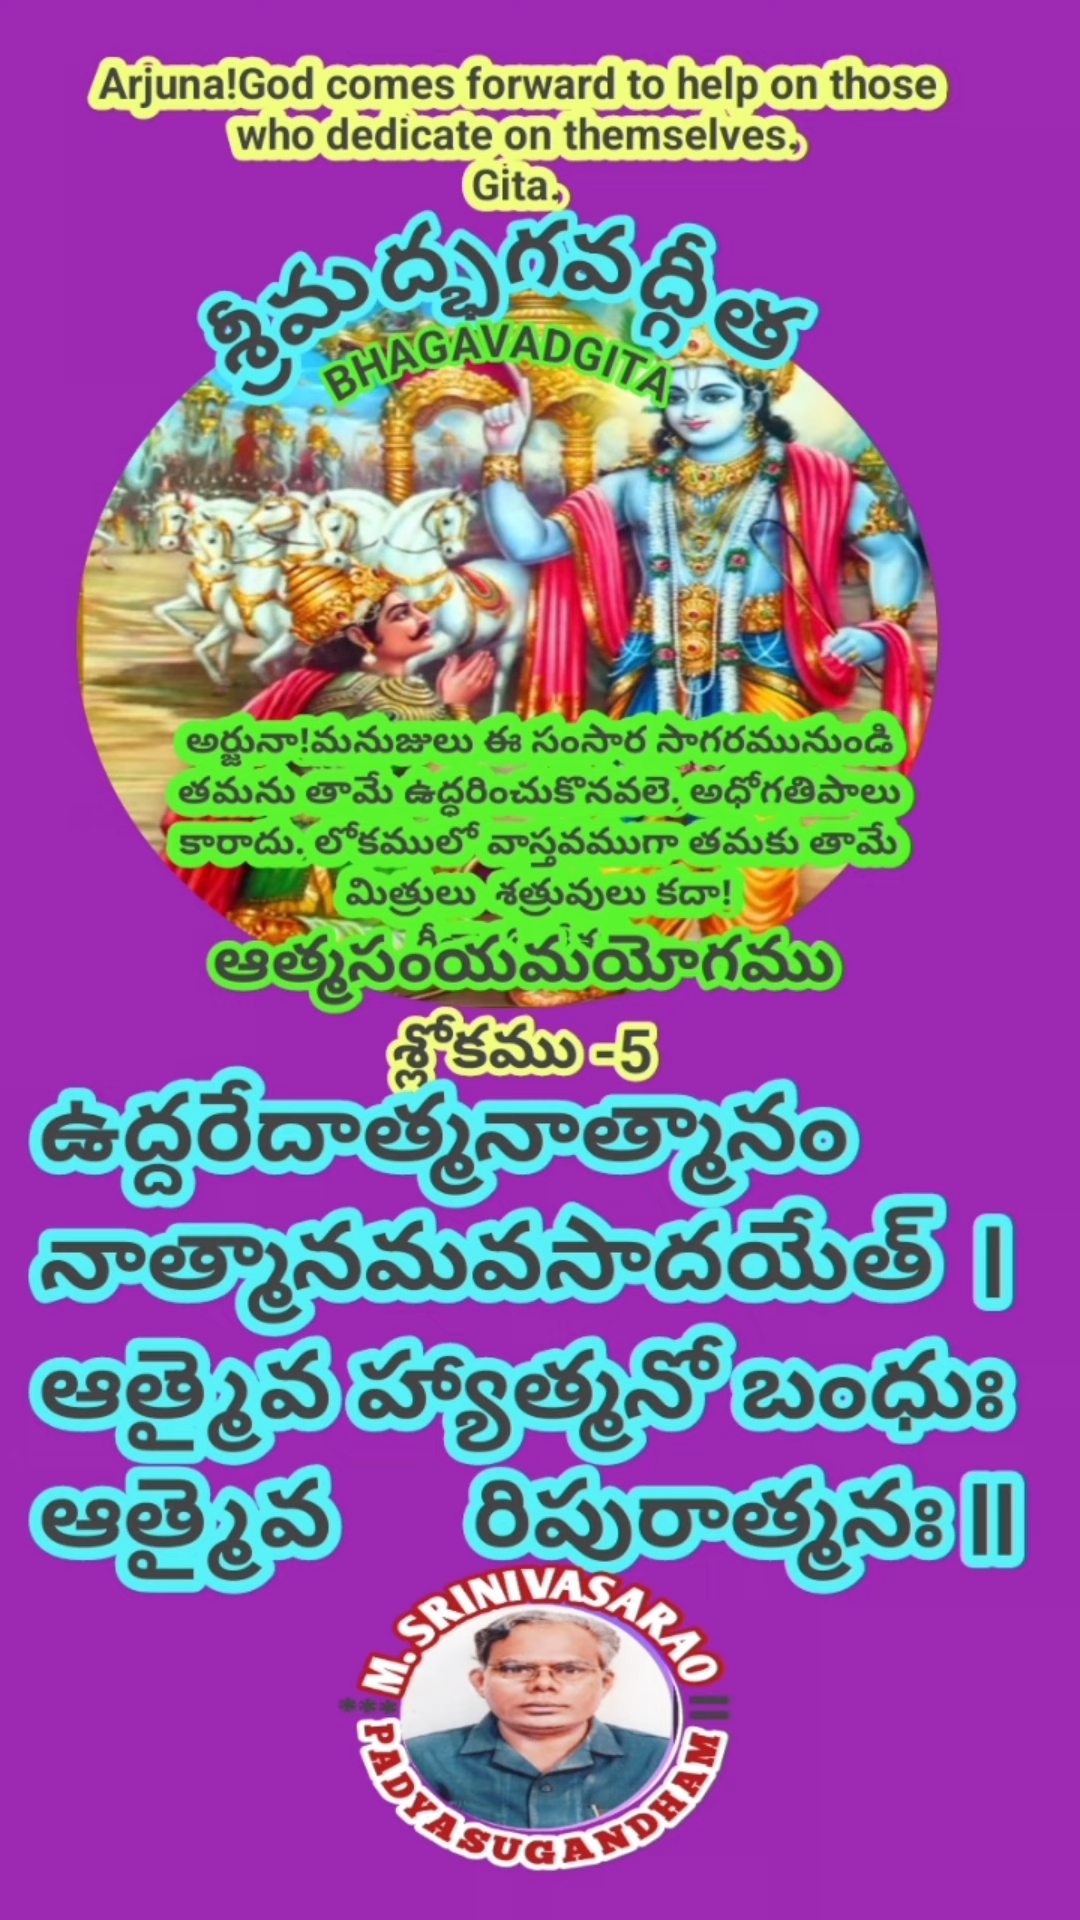 Arjuna!God comes forward to help on those
who dedicate on themselves.,
Gita.,
శ్రీమద్భగవద్గీత
BHAGAVADGITA
అర్జునా!మనుజులు ఈ సంసార సాగరమునుండి
తమను తామే ఉద్ధరించుకొనవలె. అధోగతిపాలు
కారాదు. లోకములో వాస్తవముగా తమకు తామే
మిత్రులు శత్రువులు కదా!
ఆత్మసంయమయోగము
శ్లోకము -5
ఉద్దరేదాత్మనాత్మానం
నాత్మానమవసాదయేత్ |
ఆత్మైవ హ్యాత్మనో బంధుః
ఆత్మైవ రిపురాత్మనః ||
M. SRINIVASARAO
*** =
PADYASUGANDHAM